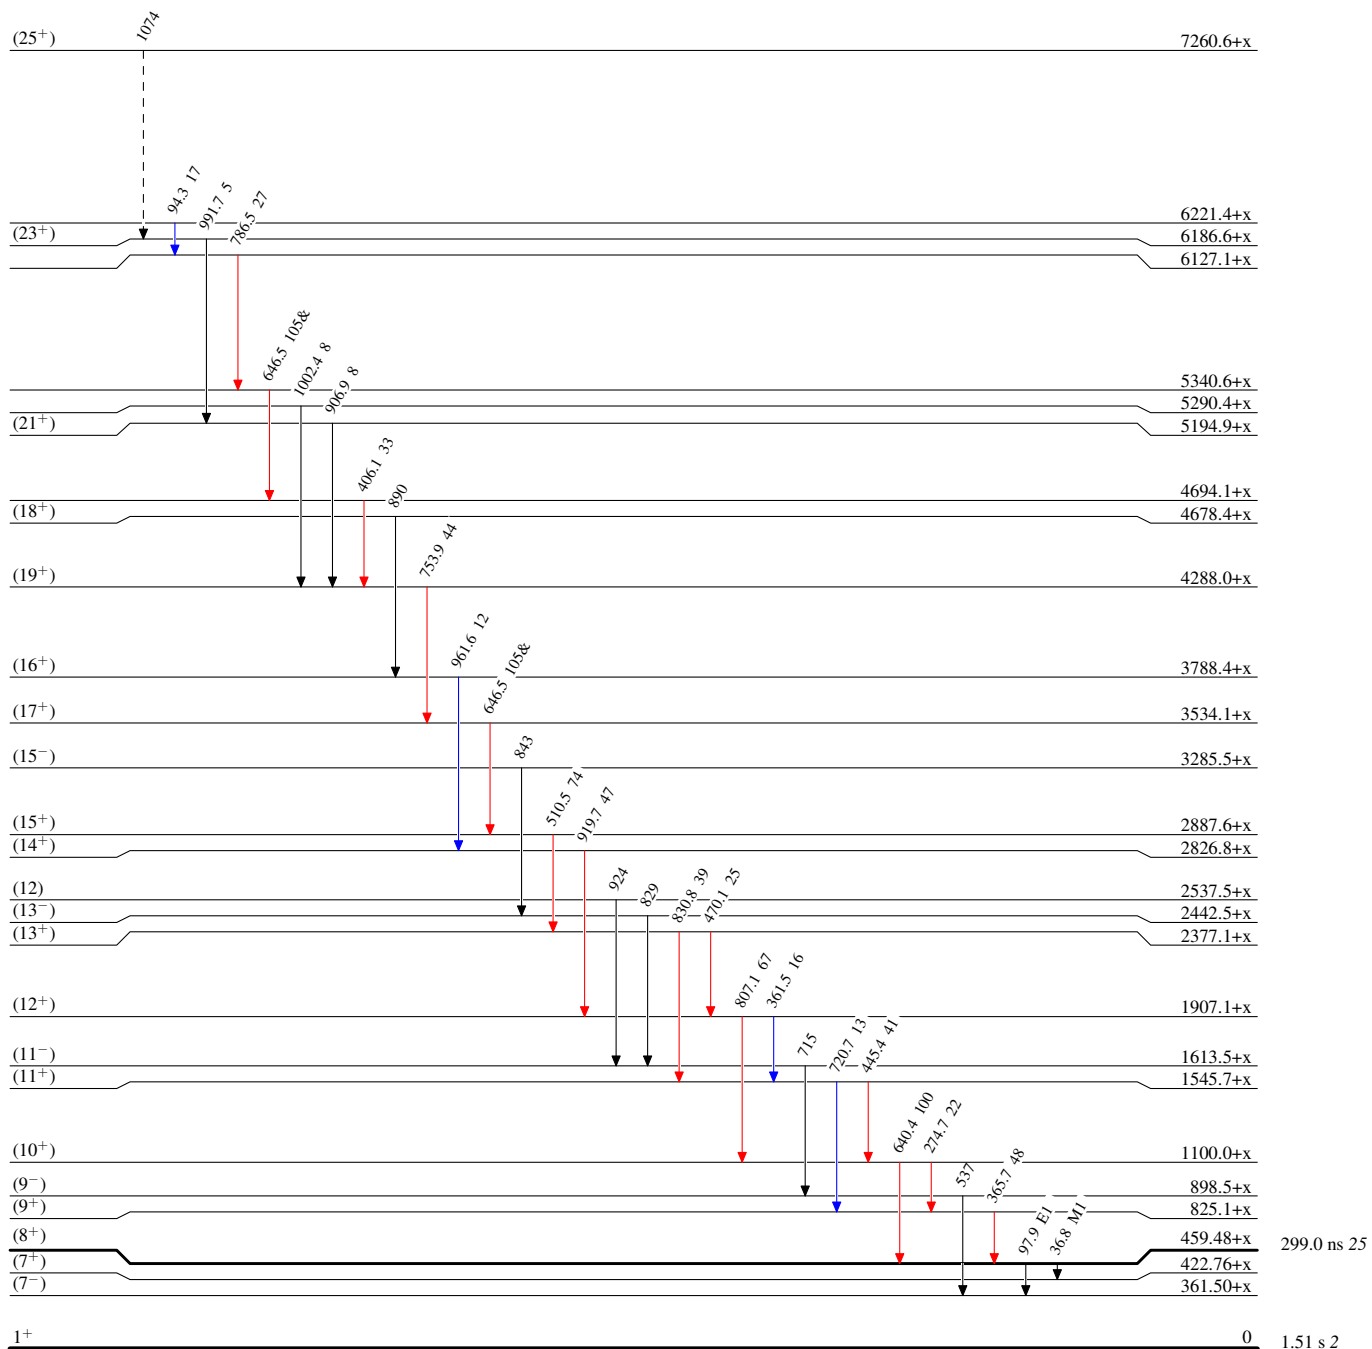 1074
(25⁺) 7260.6+x
94.3 17
991.7 5
786.5 27
6221.4+x
(23⁺) 6186.6+x
6127.1+x
646.5 105&
1002.4 8
906.9 8
5340.6+x
5290.4+x
(21⁺) 5194.9+x
406.1 33
890
4694.1+x
(18⁺) 4678.4+x
753.9 44
(19⁺) 4288.0+x
961.6 12
(16⁺) 3788.4+x
646.5 105&
(17⁺) 3534.1+x
843
(15⁻) 3285.5+x
510.5 74
919.7 47
(15⁺) 2887.6+x
(14⁺) 2826.8+x
924
829
830.8 39
470.1 25
(12) 2537.5+x
(13⁻) 2442.5+x
(13⁺) 2377.1+x
807.1 67
361.5 16
(12⁺) 1907.1+x
715
720.7 13
445.4 41
(11⁻) 1613.5+x
(11⁺) 1545.7+x
640.4 100
274.7 22
(10⁺) 1100.0+x
537
365.7 48
(9⁻) 898.5+x
(9⁺) 825.1+x
97.9 E1
36.8 M1
(8⁺) 459.48+x 299.0 ns 25
(7⁺) 422.76+x
(7⁻) 361.50+x
1⁺ 0 1.51 s 2